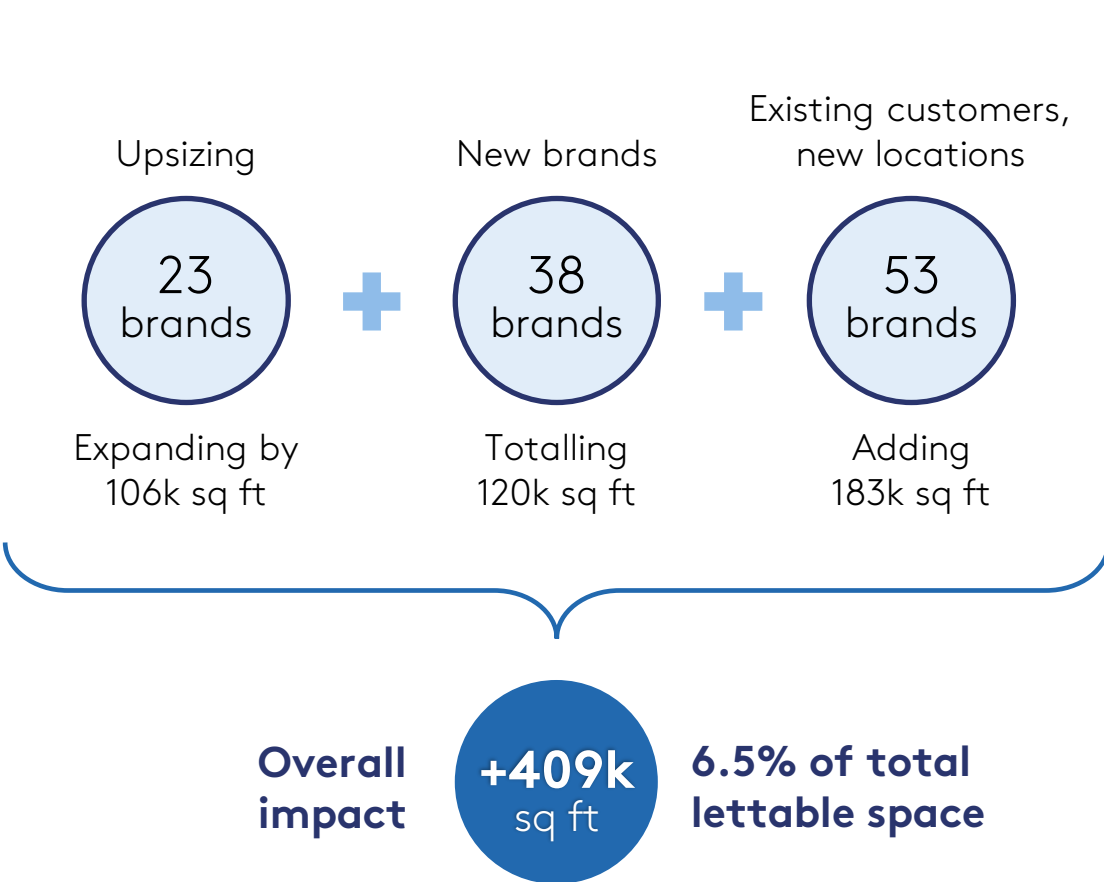 Upsizing
23
brands
Expanding by
106k sq ft
New brands
38
brands
Totalling
120k sq ft
Existing customers,
new locations
53
brands
Adding
183k sq ft
Overall
impact
+409k
sq ft
6.5% of total
lettable space